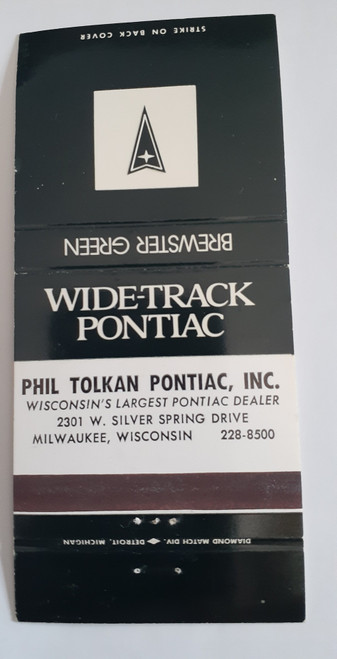 STRIKE ON BACK COVER
BREWSTER GREEN
WIDE-TRACK
PONTIAC
PHIL TOLKAN PONTIAC, INC.
WISCONSIN'S LARGEST PONTIAC DEALER
2301 W. SILVER SPRING DRIVE
MILWAUKEE, WISCONSIN 228-8500
DIAMOND MATCH DIV. DETROIT, MICHIGAN